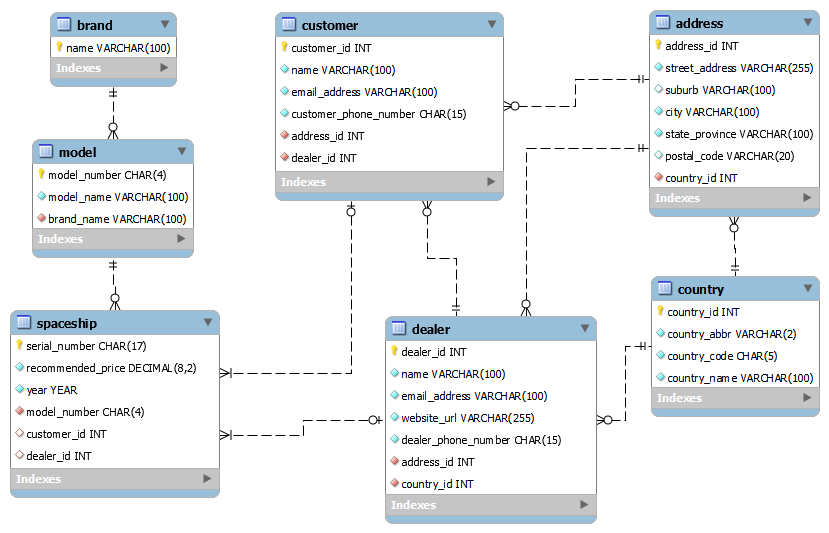 brand
name VARCHAR(100)
Indexes
customer
customer_id INT
name VARCHAR(100)
email_address VARCHAR(100)
customer_phone_number CHAR(15)
address_id INT
dealer_id INT
Indexes
address
address_id INT
street_address VARCHAR(255)
suburb VARCHAR(100)
city VARCHAR(100)
state_province VARCHAR(100)
postal_code VARCHAR(20)
country_id INT
Indexes
model
model_number CHAR(4)
model_name VARCHAR(100)
brand_name VARCHAR(100)
Indexes
spaceship
serial_number CHAR(17)
recommended_price DECIMAL(8,2)
year YEAR
model_number CHAR(4)
customer_id INT
dealer_id INT
Indexes
dealer
dealer_id INT
name VARCHAR(100)
email_address VARCHAR(100)
website_url VARCHAR(255)
dealer_phone_number CHAR(15)
address_id INT
country_id INT
Indexes
country
country_id INT
country_abbr VARCHAR(2)
country_code CHAR(5)
country_name VARCHAR(100)
Indexes